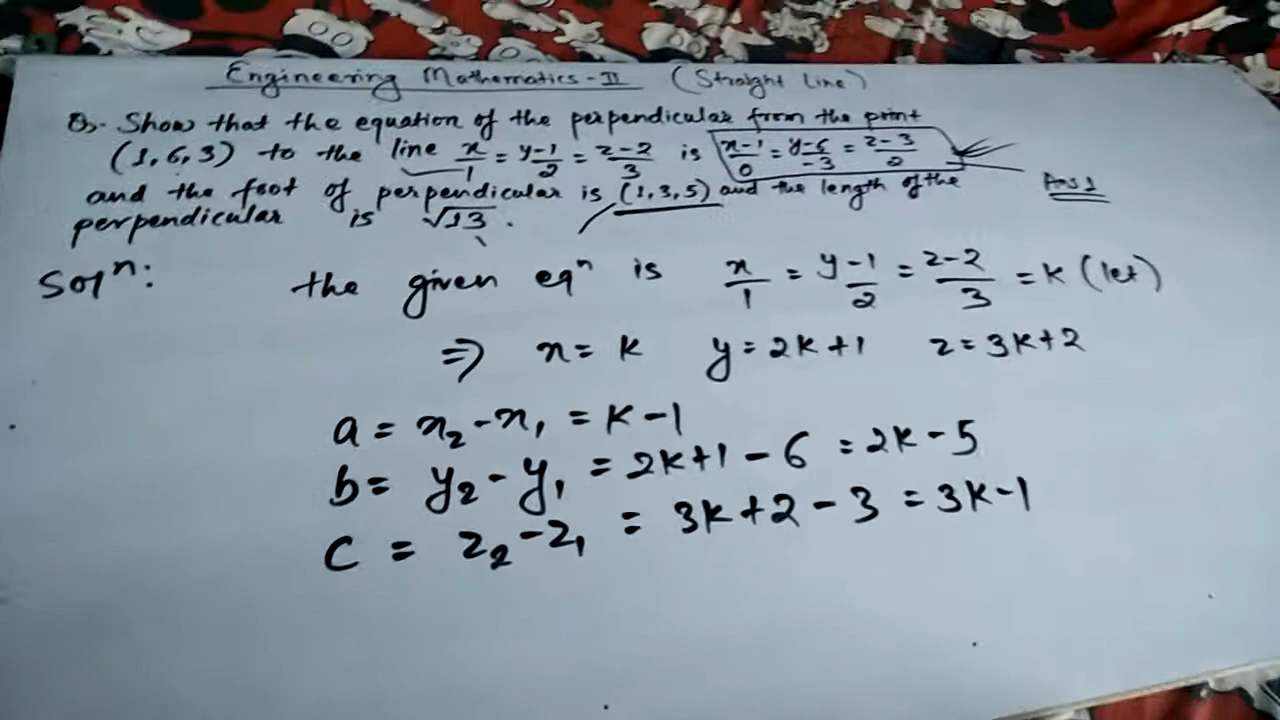 Engineering Mathematics-II (Straight Line)
Q:- Show that the equation of the perpendicular from the point
(1,6,3) to the line x/1 = y-1/2 = z-2/3 is x-1/0 = y-6/-3 = z-3/0
and the foot of perpendicular is (1,3,5) and the length of the Ans 1
perpendicular is √13.
Solⁿ: the given eqⁿ is x/1 = y-1/2 = z-2/3 = k (let)
⇒ x = k y = 2k+1 z = 3k+2
a = x₂-x₁ = k-1
b = y₂-y₁ = 2k+1-6 = 2k-5
c = z₂-z₁ = 3k+2-3 = 3k-1